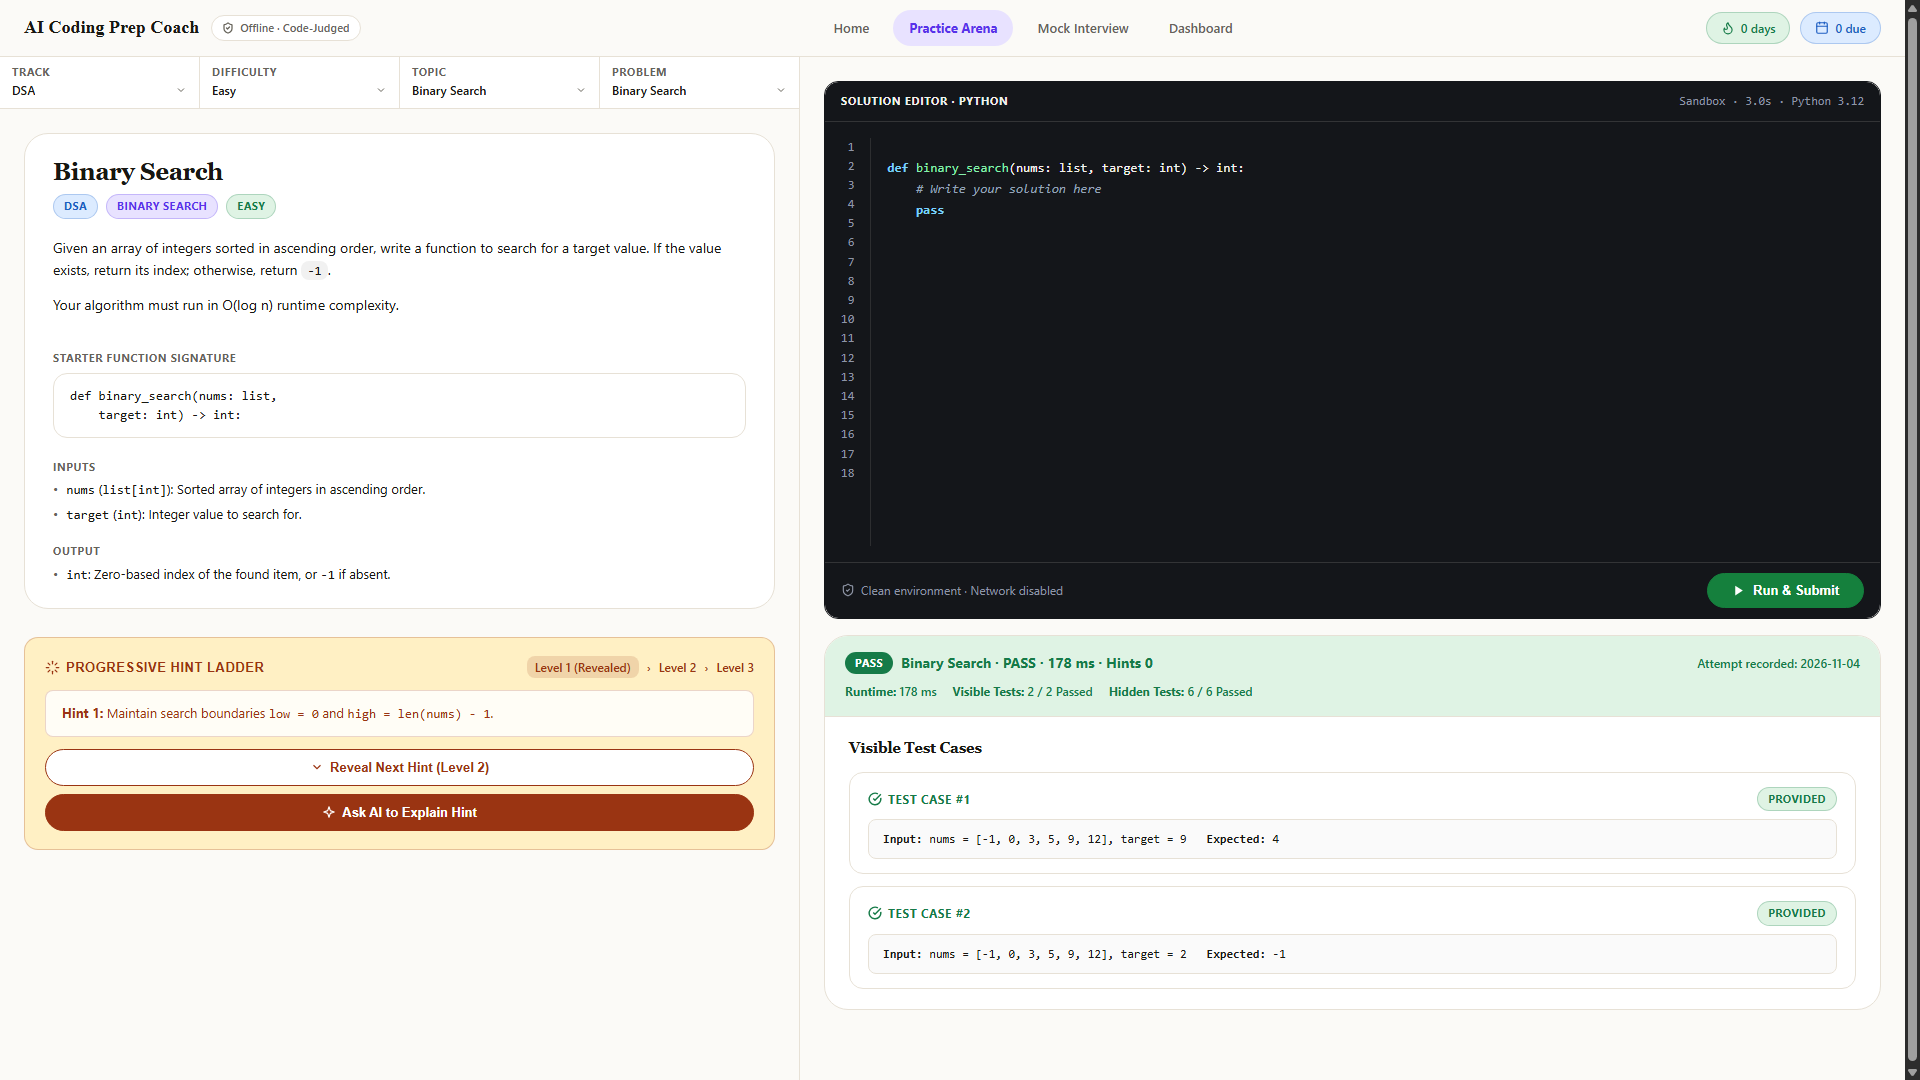 AI Coding Prep Coach
Offline · Code-Judged
Home
Practice Arena
Mock Interview
Dashboard
0 days
0 due
TRACK
DSA
DIFFICULTY
Easy
TOPIC
Binary Search
PROBLEM
Binary Search
Binary Search
DSA
BINARY SEARCH
EASY
Given an array of integers sorted in ascending order, write a function to search for a target value. If the value
exists, return its index; otherwise, return -1 .
Your algorithm must run in O(log n) runtime complexity.
STARTER FUNCTION SIGNATURE
def binary_search(nums: list,
    target: int) -> int:
INPUTS
• nums (list[int]): Sorted array of integers in ascending order.
• target (int): Integer value to search for.
OUTPUT
• int: Zero-based index of the found item, or -1 if absent.
PROGRESSIVE HINT LADDER
Level 1 (Revealed) › Level 2 › Level 3
Hint 1: Maintain search boundaries low = 0 and high = len(nums) - 1.
Reveal Next Hint (Level 2)
Ask AI to Explain Hint
SOLUTION EDITOR · PYTHON
Sandbox · 3.0s · Python 3.12
1
2
3
4
5
6
7
8
9
10
11
12
13
14
15
16
17
18
def binary_search(nums: list, target: int) -> int:
    # Write your solution here
    pass
Clean environment · Network disabled
Run & Submit
PASS
Binary Search · PASS · 178 ms · Hints 0
Attempt recorded: 2026-11-04
Runtime: 178 ms
Visible Tests: 2 / 2 Passed
Hidden Tests: 6 / 6 Passed
Visible Test Cases
TEST CASE #1
PROVIDED
Input: nums = [-1, 0, 3, 5, 9, 12], target = 9 Expected: 4
TEST CASE #2
PROVIDED
Input: nums = [-1, 0, 3, 5, 9, 12], target = 2 Expected: -1